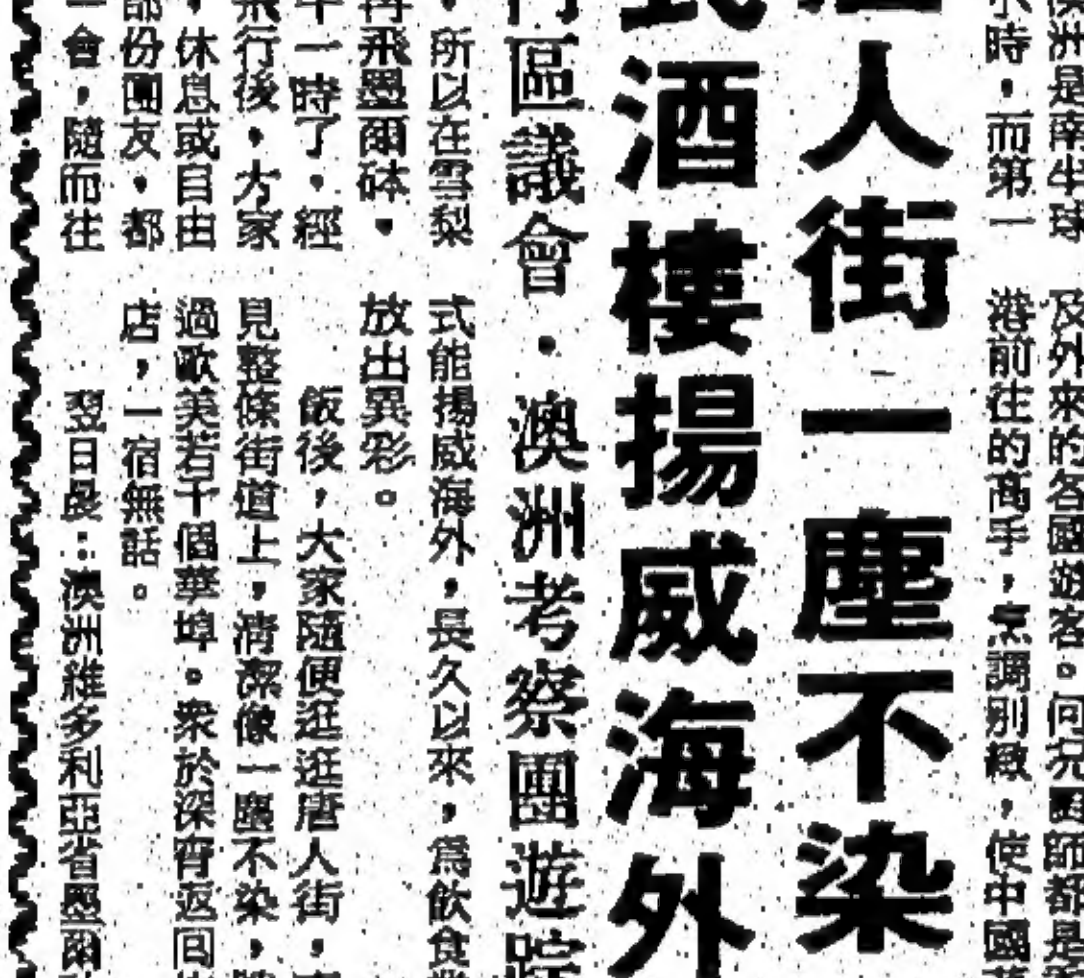 澳洲是南半球
時,而第一
及外來的各國遊客。何況廚師都是
港前往的高手,烹調別緻,使中國
人街一塵不染
式酒樓揚威海外
區議會.澳洲考察團遊踪
,所以在雪梨
再飛墨爾砵,
一時了,經
飛行後,大家
,休息或自由
部份團友,都
一會,隨而往
式能揚威海外,長久以來,爲飲食
放出異彩。
飯後,大家隨便逛逛唐人街,
見整條街道上,清潔像一塵不染,
過歐美若干個華埠。衆於深宵返回
店,一宿無話。
翌日晨:澳洲維多利亞省墨爾